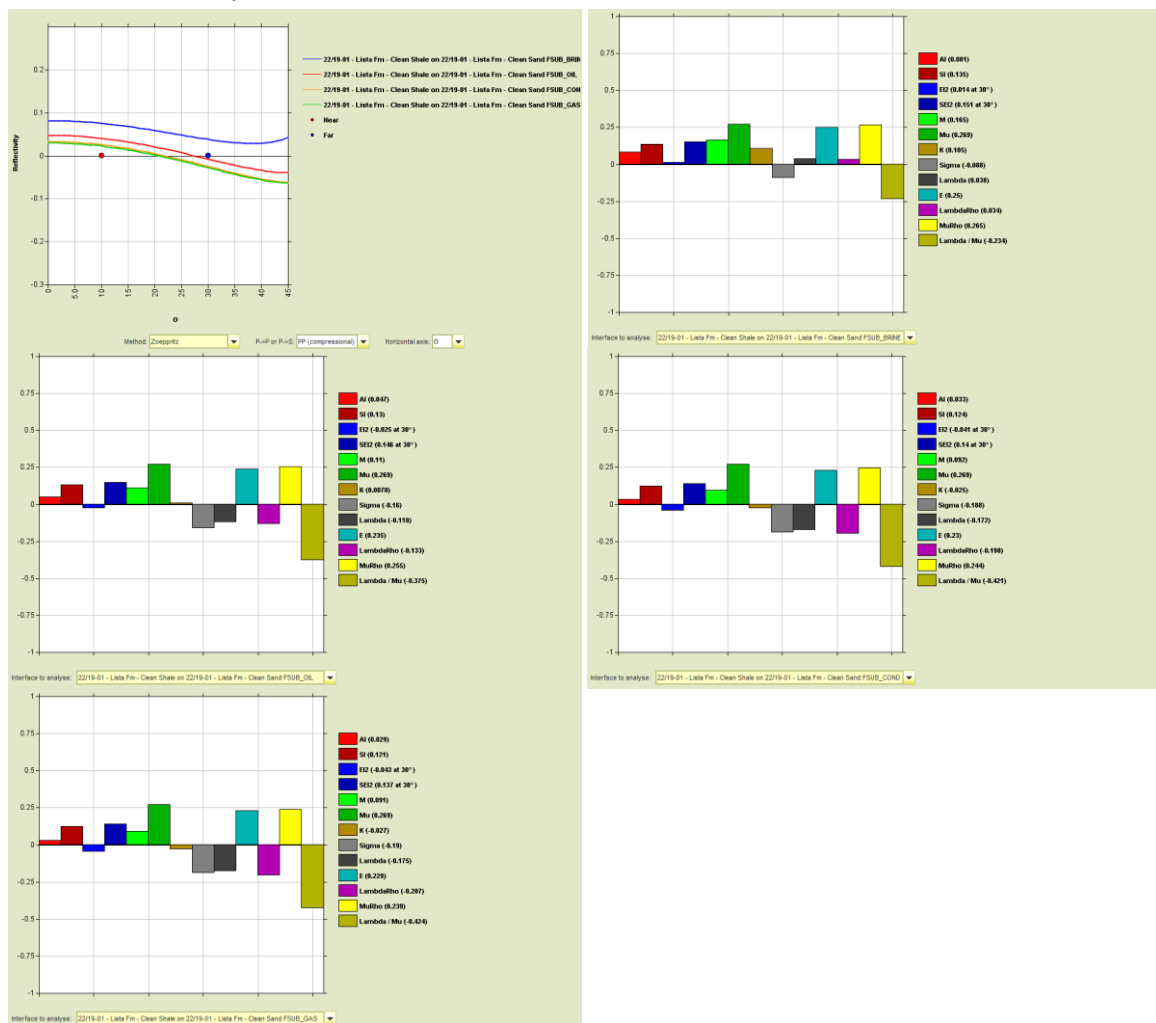 22/19-01 - Lista Fm - Clean Shale on 22/19-01 - Lista Fm - Clean Sand FSUB_BRIN
22/19-01 - Lista Fm - Clean Shale on 22/19-01 - Lista Fm - Clean Sand FSUB_OIL
22/19-01 - Lista Fm - Clean Shale on 22/19-01 - Lista Fm - Clean Sand FSUB_CON
22/19-01 - Lista Fm - Clean Shale on 22/19-01 - Lista Fm - Clean Sand FSUB_GAS
Near
Far
Reflectivity
0.2
0.1
0
-0.1
-0.2
-0.3
0
5.0
10
15
20
25
30
35
40
45
Method: Zoeppritz P->P or P->S: PP (compressional) Horizontal axis: Θ
1
0.75
0.5
0.25
0
-0.25
-0.5
-0.75
-1
AI (0.081)
SI (0.135)
EI2 (0.014 at 30°)
SEI2 (0.151 at 30°)
M (0.165)
Mu (0.269)
K (0.105)
Sigma (-0.088)
Lambda (0.038)
E (0.25)
LambdaRho (0.034)
MuRho (0.265)
Lambda / Mu (-0.234)
Interface to analyse: 22/19-01 - Lista Fm - Clean Shale on 22/19-01 - Lista Fm - Clean Sand FSUB_BRINE
1
0.75
0.5
0.25
0
-0.25
-0.5
-0.75
-1
AI (0.047)
SI (0.13)
EI2 (-0.025 at 30°)
SEI2 (0.146 at 30°)
M (0.11)
Mu (0.269)
K (0.0078)
Sigma (-0.16)
Lambda (-0.118)
E (0.235)
LambdaRho (-0.133)
MuRho (0.255)
Lambda / Mu (-0.375)
Interface to analyse: 22/19-01 - Lista Fm - Clean Shale on 22/19-01 - Lista Fm - Clean Sand FSUB_OIL
1
0.75
0.5
0.25
0
-0.25
-0.5
-0.75
-1
AI (0.033)
SI (0.124)
EI2 (-0.041 at 30°)
SEI2 (0.14 at 30°)
M (0.092)
Mu (0.269)
K (-0.025)
Sigma (-0.188)
Lambda (-0.172)
E (0.23)
LambdaRho (-0.198)
MuRho (0.244)
Lambda / Mu (-0.421)
Interface to analyse: 22/19-01 - Lista Fm - Clean Shale on 22/19-01 - Lista Fm - Clean Sand FSUB_COND
1
0.75
0.5
0.25
0
-0.25
-0.5
-0.75
-1
AI (0.029)
SI (0.121)
EI2 (-0.043 at 30°)
SEI2 (0.137 at 30°)
M (0.091)
Mu (0.269)
K (-0.027)
Sigma (-0.19)
Lambda (-0.175)
E (0.229)
LambdaRho (-0.207)
MuRho (0.239)
Lambda / Mu (-0.424)
Interface to analyse: 22/19-01 - Lista Fm - Clean Shale on 22/19-01 - Lista Fm - Clean Sand FSUB_GAS